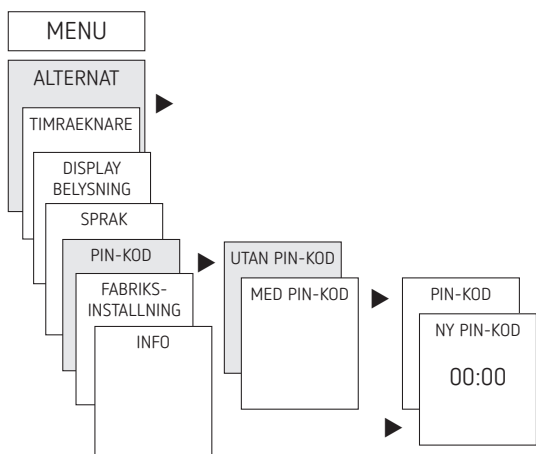 MENU
ALTERNAT
TIMRAEKNARE
DISPLAY
BELYSNING
SPRAK
PIN-KOD
FABRIKS-
INSTALLNING
INFO
UTAN PIN-KOD
MED PIN-KOD
PIN-KOD
NY PIN-KOD
00:00